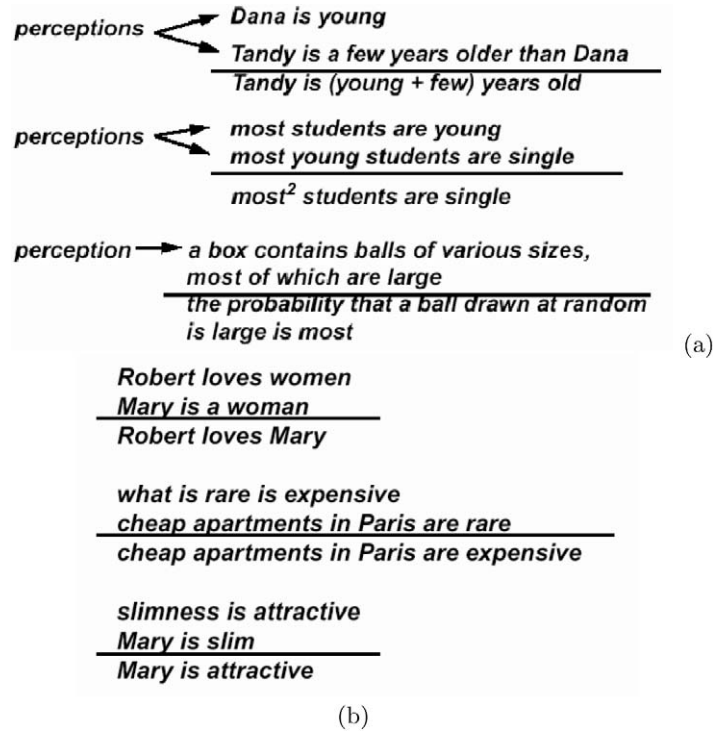 perceptions
Dana is young
Tandy is a few years older than Dana
Tandy is (young + few) years old
perceptions
most students are young
most young students are single
most² students are single
perception
a box contains balls of various sizes,
most of which are large
the probability that a ball drawn at random
is large is most
(a)
Robert loves women
Mary is a woman
Robert loves Mary
what is rare is expensive
cheap apartments in Paris are rare
cheap apartments in Paris are expensive
slimness is attractive
Mary is slim
Mary is attractive
(b)